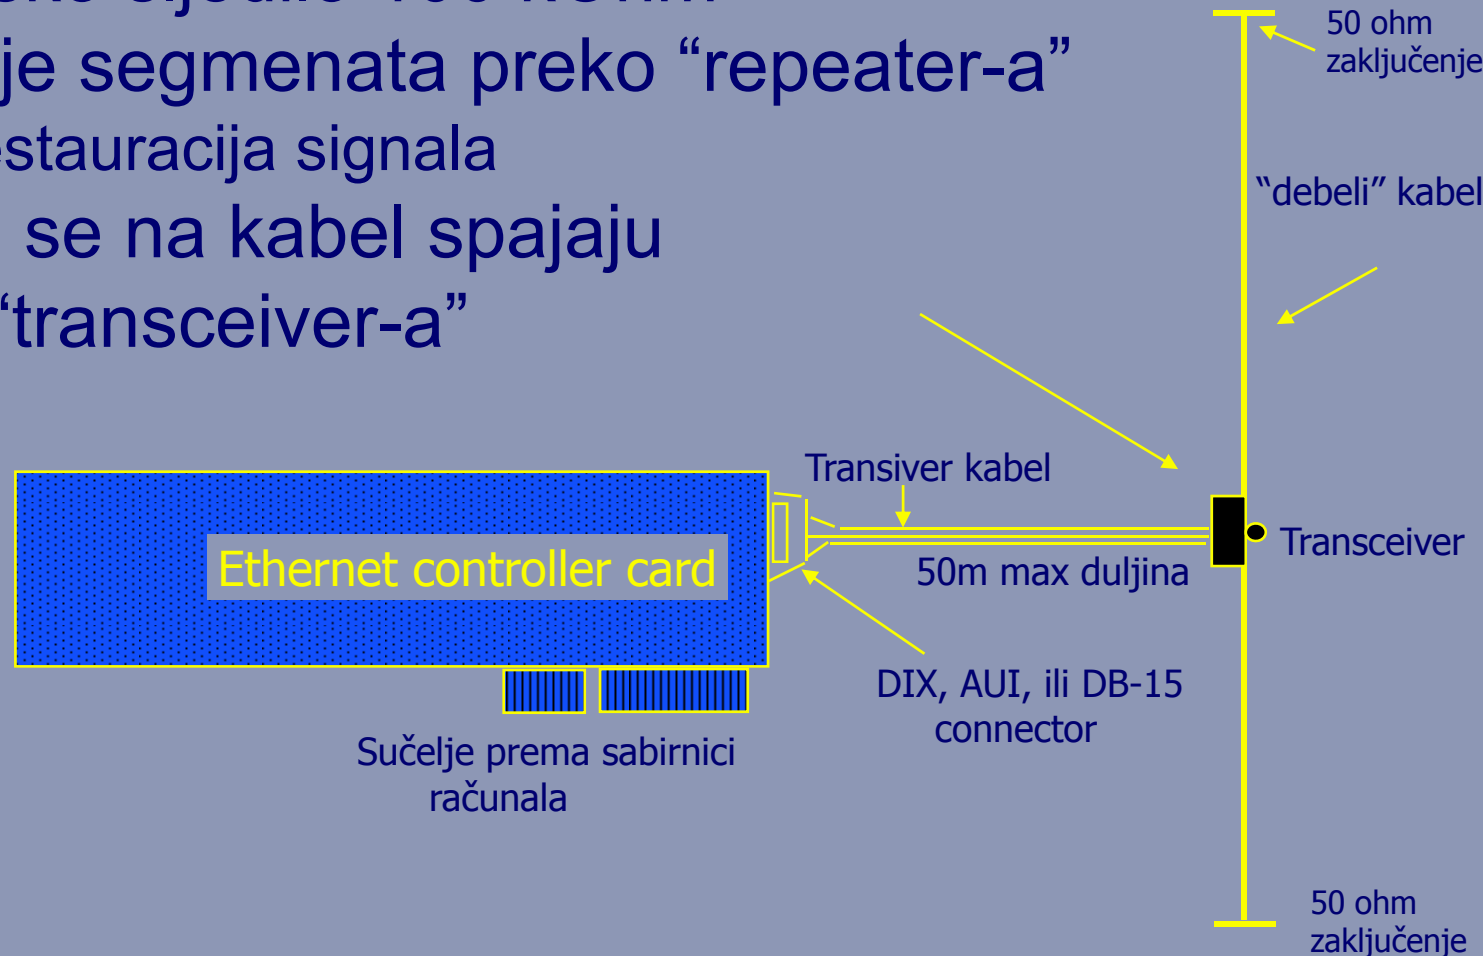 je segmenata preko “repeater-a”
signala
se na kabel spajaju
“transceiver-a”
50 ohm
zaključenje
“debeli” kabel
Transiver kabel
Ethernet controller card
50m max duljina
Transceiver
DIX, AUI, ili DB-15
connector
Sučelje prema sabirnici
računala
50 ohm
zaključenje